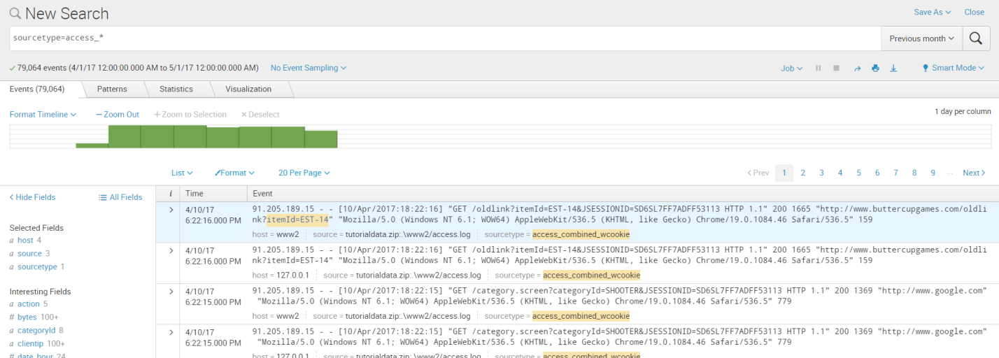 New Search
Save As
Close
sourcetype=access_*
Previous month
79,064 events (4/1/17 12:00:00.000 AM to 5/1/17 12:00:00.000 AM)
No Event Sampling
Job
Smart Mode
Events (79,064)
Patterns
Statistics
Visualization
Format Timeline
— Zoom Out
+ Zoom to Selection
× Deselect
1 day per column
List
Format
20 Per Page
< Prev 1 2 3 4 5 6 7 8 9 ... Next >
< Hide Fields
All Fields
i Time Event
Selected Fields
a host 4
a source 3
a sourcetype 1
Interesting Fields
a action 5
# bytes 100+
a categoryId 8
a clientip 100+
# date_hour 24
4/10/17
6:22:16.000 PM
91.205.189.15 - - [10/Apr/2017:18:22:16] "GET /oldlink?itemId=EST-14&JSESSIONID=SD6SL7FF7ADFF53113 HTTP 1.1" 200 1665 "http://www.buttercupgames.com/oldli
nk?itemId=EST-14" "Mozilla/5.0 (Windows NT 6.1; WOW64) AppleWebKit/536.5 (KHTML, like Gecko) Chrome/19.0.1084.46 Safari/536.5" 159
host = www2 source = tutorialdata.zip:.\www2/access.log sourcetype = access_combined_wcookie
4/10/17
6:22:16.000 PM
91.205.189.15 - - [10/Apr/2017:18:22:16] "GET /oldlink?itemId=EST-14&JSESSIONID=SD6SL7FF7ADFF53113 HTTP 1.1" 200 1665 "http://www.buttercupgames.com/oldli
nk?itemId=EST-14" "Mozilla/5.0 (Windows NT 6.1; WOW64) AppleWebKit/536.5 (KHTML, like Gecko) Chrome/19.0.1084.46 Safari/536.5" 159
host = 127.0.0.1 source = tutorialdata.zip:.\www2/access.log sourcetype = access_combined_wcookie
4/10/17
6:22:15.000 PM
91.205.189.15 - - [10/Apr/2017:18:22:15] "GET /category.screen?categoryId=SHOOTER&JSESSIONID=SD6SL7FF7ADFF53113 HTTP 1.1" 200 1369 "http://www.google.com"
"Mozilla/5.0 (Windows NT 6.1; WOW64) AppleWebKit/536.5 (KHTML, like Gecko) Chrome/19.0.1084.46 Safari/536.5" 779
host = www2 source = tutorialdata.zip:.\www2/access.log sourcetype = access_combined_wcookie
4/10/17
6:22:15.000 PM
91.205.189.15 - - [10/Apr/2017:18:22:15] "GET /category.screen?categoryId=SHOOTER&JSESSIONID=SD6SL7FF7ADFF53113 HTTP 1.1" 200 1369 "http://www.google.com"
"Mozilla/5.0 (Windows NT 6.1; WOW64) AppleWebKit/536.5 (KHTML, like Gecko) Chrome/19.0.1084.46 Safari/536.5" 779
host = 127.0.0.1 source = tutorialdata.zip:.\www2/access.log sourcetype = access_combined_wcookie